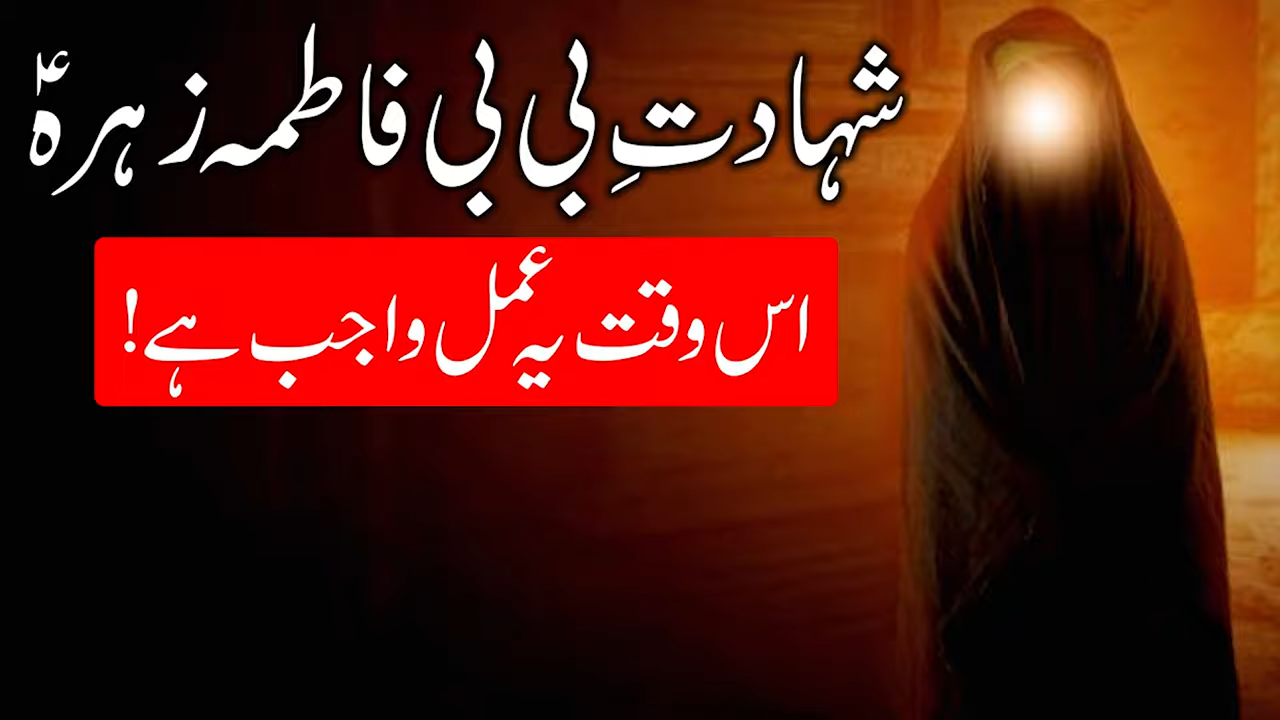 شہادتِ بی بی فاطمہ زہرہؑ
اس وقت یہ عمل واجب ہے!